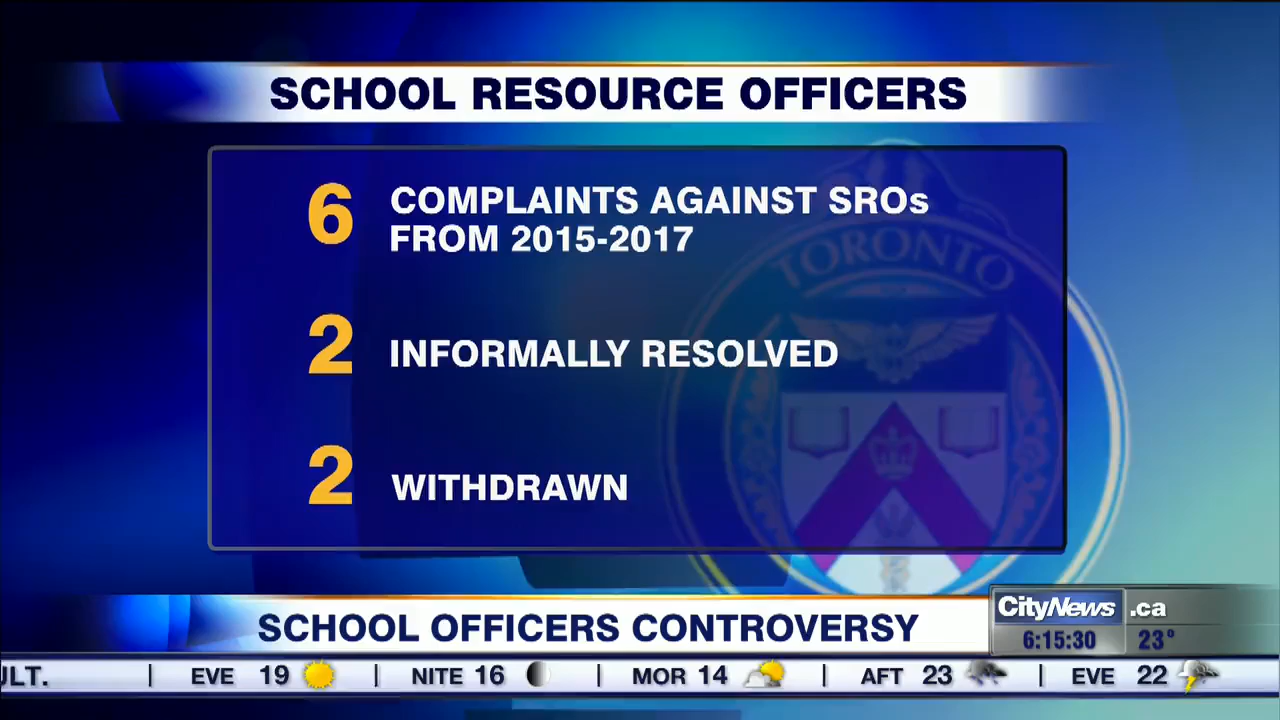 SCHOOL RESOURCE OFFICERS
6 COMPLAINTS AGAINST SROs
FROM 2015-2017
TORONTO
2 INFORMALLY RESOLVED
2 WITHDRAWN
SCHOOL OFFICERS CONTROVERSY
CityNews .ca
6:15:30 23°
ULT. | EVE 19 | NITE 16 | MOR 14 | AFT 23 | EVE 22